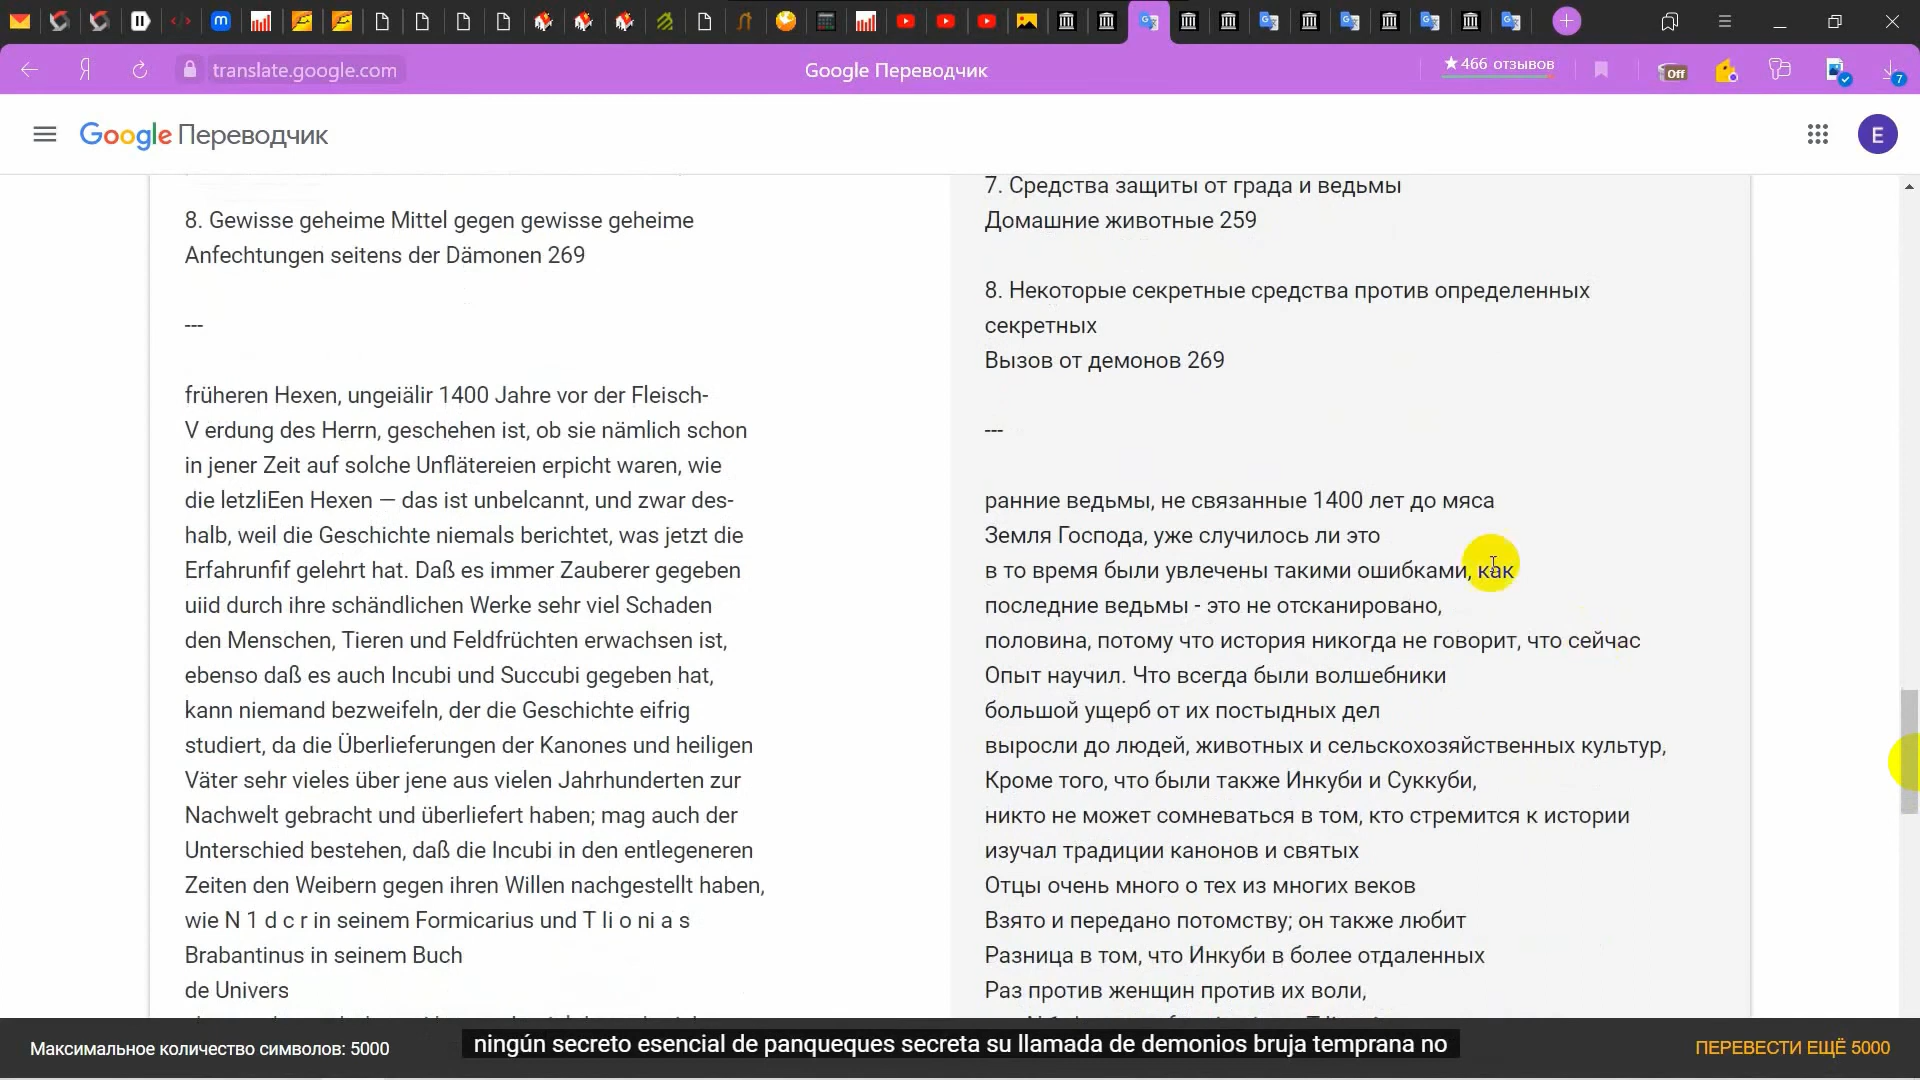 translate.google.com
Google Переводчик
★466 отзывов
Off
7
Google Переводчик
E
8. Gewisse geheime Mittel gegen gewisse geheime
Anfechtungen seitens der Dämonen 269
---
früheren Hexen, ungeiälir 1400 Jahre vor der Fleisch-
V erdung des Herrn, geschehen ist, ob sie nämlich schon
in jener Zeit auf solche Unflätereien erpicht waren, wie
die letzliEen Hexen — das ist unbelcannt, und zwar des-
halb, weil die Geschichte niemals berichtet, was jetzt die
Erfahrunfif gelehrt hat. Daß es immer Zauberer gegeben
uiid durch ihre schändlichen Werke sehr viel Schaden
den Menschen, Tieren und Feldfrüchten erwachsen ist,
ebenso daß es auch Incubi und Succubi gegeben hat,
kann niemand bezweifeln, der die Geschichte eifrig
studiert, da die Überlieferungen der Kanones und heiligen
Väter sehr vieles über jene aus vielen Jahrhunderten zur
Nachwelt gebracht und überliefert haben; mag auch der
Unterschied bestehen, daß die Incubi in den entlegeneren
Zeiten den Weibern gegen ihren Willen nachgestellt haben,
wie N 1 d c r in seinem Formicarius und T li o ni a s
Brabantinus in seinem Buch
de Univers
7. Средства защиты от града и ведьмы
Домашние животные 259
8. Некоторые секретные средства против определенных
секретных
Вызов от демонов 269
---
ранние ведьмы, не связанные 1400 лет до мяса
Земля Господа, уже случилось ли это
в то время были увлечены такими ошибками, как
последние ведьмы - это не отсканировано,
половина, потому что история никогда не говорит, что сейчас
Опыт научил. Что всегда были волшебники
большой ущерб от их постыдных дел
выросли до людей, животных и сельскохозяйственных культур,
Кроме того, что были также Инкуби и Суккуби,
никто не может сомневаться в том, кто стремится к истории
изучал традиции канонов и святых
Отцы очень много о тех из многих веков
Взято и передано потомству; он также любит
Разница в том, что Инкуби в более отдаленных
Раз против женщин против их воли,
Максимальное количество символов: 5000
ningún secreto esencial de panqueques secreta su llamada de demonios bruja temprana no
ПЕРЕВЕСТИ ЕЩЁ 5000